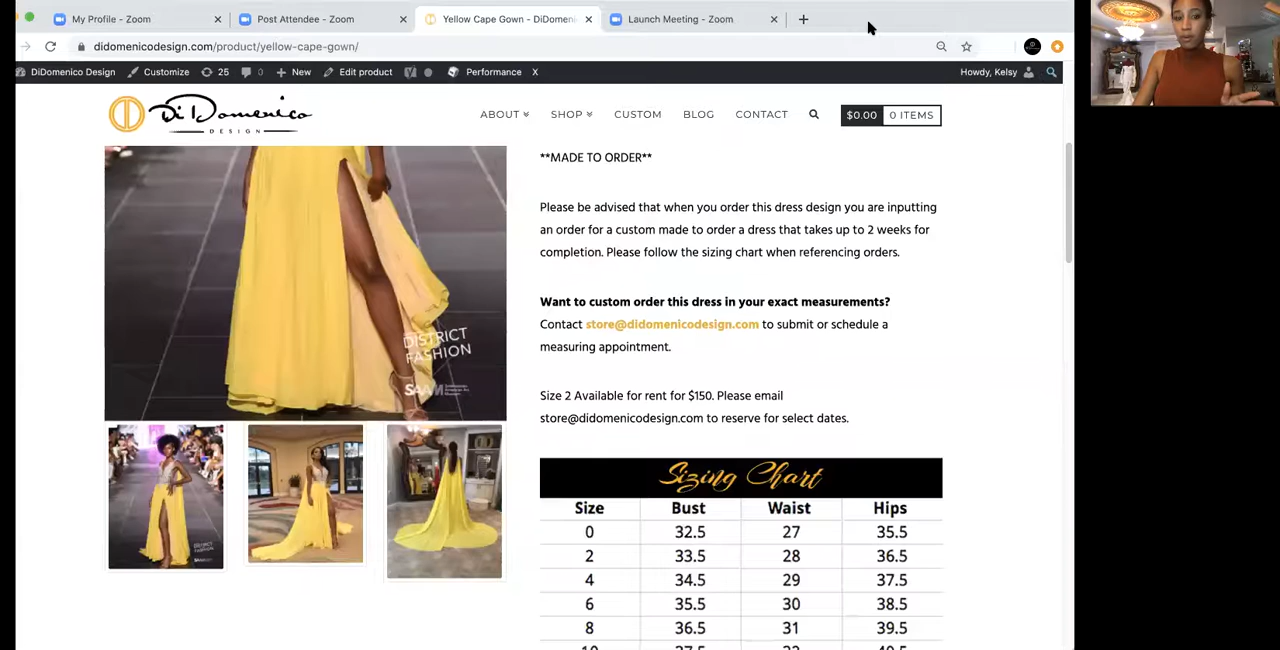 My Profile - Zoom
Post Attendee - Zoom
Yellow Cape Gown - DiDomeni
Launch Meeting - Zoom
didomenicodesign.com/product/yellow-cape-gown/
DiDomenico Design Customize 25 0 New Edit product Performance X
Howdy, Kelsy
DiDomenico
DESIGN
ABOUT SHOP CUSTOM BLOG CONTACT $0.00 0 ITEMS
**MADE TO ORDER**
Please be advised that when you order this dress design you are inputting
an order for a custom made to order a dress that takes up to 2 weeks for
completion. Please follow the sizing chart when referencing orders.
Want to custom order this dress in your exact measurements?
Contact store@didomenicodesign.com to submit or schedule a
measuring appointment.
DISTRICT
FASHION
SAAM
Size 2 Available for rent for $150. Please email
store@didomenicodesign.com to reserve for select dates.
Sizing Chart
Size Bust Waist Hips
0 32.5 27 35.5
2 33.5 28 36.5
4 34.5 29 37.5
6 35.5 30 38.5
8 36.5 31 39.5